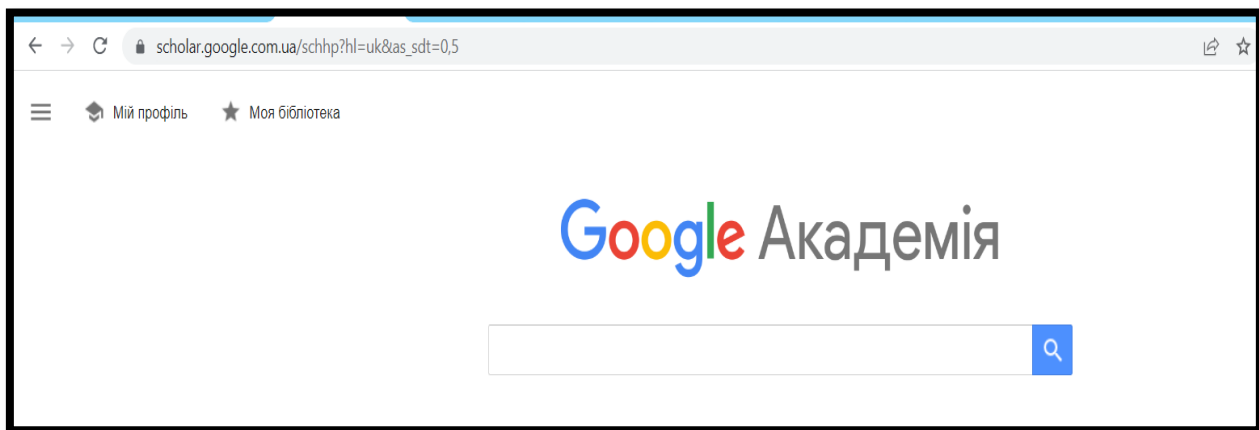 scholar.google.com.ua/schhp?hl=uk&as_sdt=0,5
Мій профіль Моя бібліотека
Google Академія